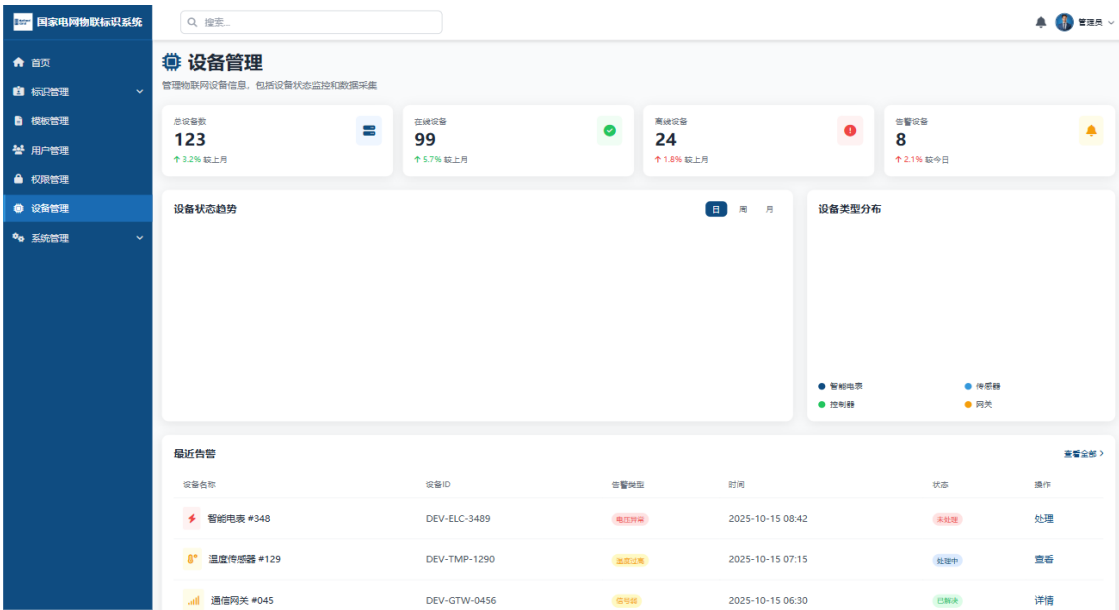 国家电网物联标识系统
搜索...
管理员
首页
标识管理
模板管理
用户管理
权限管理
设备管理
系统管理
设备管理
管理物联网设备信息，包括设备状态监控和数据采集
总设备数
123
3.2% 较上月
在线设备
99
5.7% 较上月
离线设备
24
1.8% 较上月
告警设备
8
2.1% 较今日
设备状态趋势
日 周 月
设备类型分布
智能电表 传感器
控制器 网关
最近告警 查看全部
设备名称 设备ID 告警类型 时间 状态 操作
智能电表 #348 DEV-ELC-3489 电压异常 2025-10-15 08:42 未处理 处理
温度传感器 #129 DEV-TMP-1290 温度过高 2025-10-15 07:15 处理中 查看
通信网关 #045 DEV-GTW-0456 信号弱 2025-10-15 06:30 已解决 详情